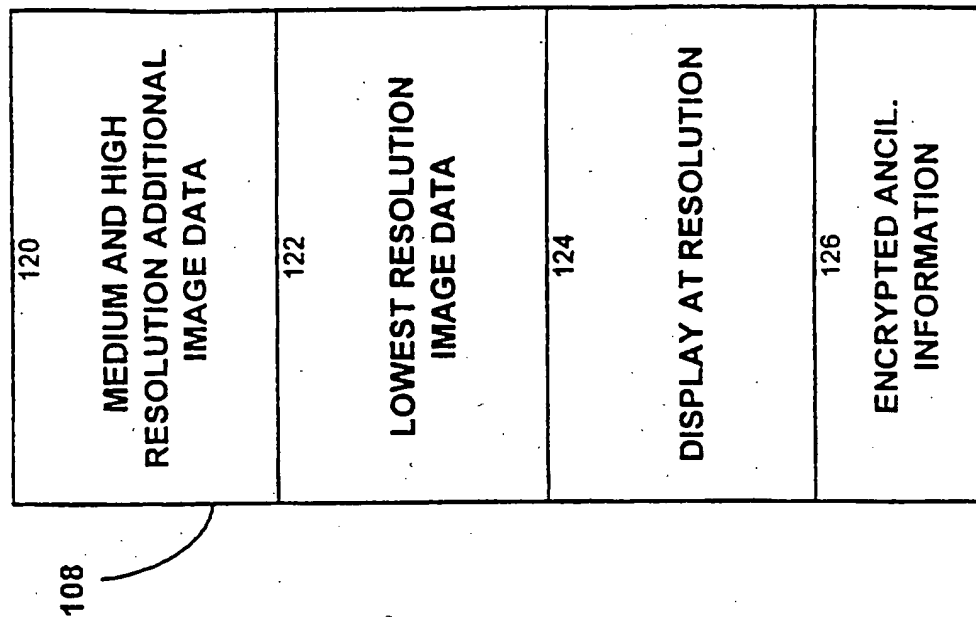 108
120
MEDIUM AND HIGH
RESOLUTION ADDITIONAL
IMAGE DATA
122
LOWEST RESOLUTION
IMAGE DATA
124
DISPLAY AT RESOLUTION
126
ENCRYPTED ANCIL.
INFORMATION